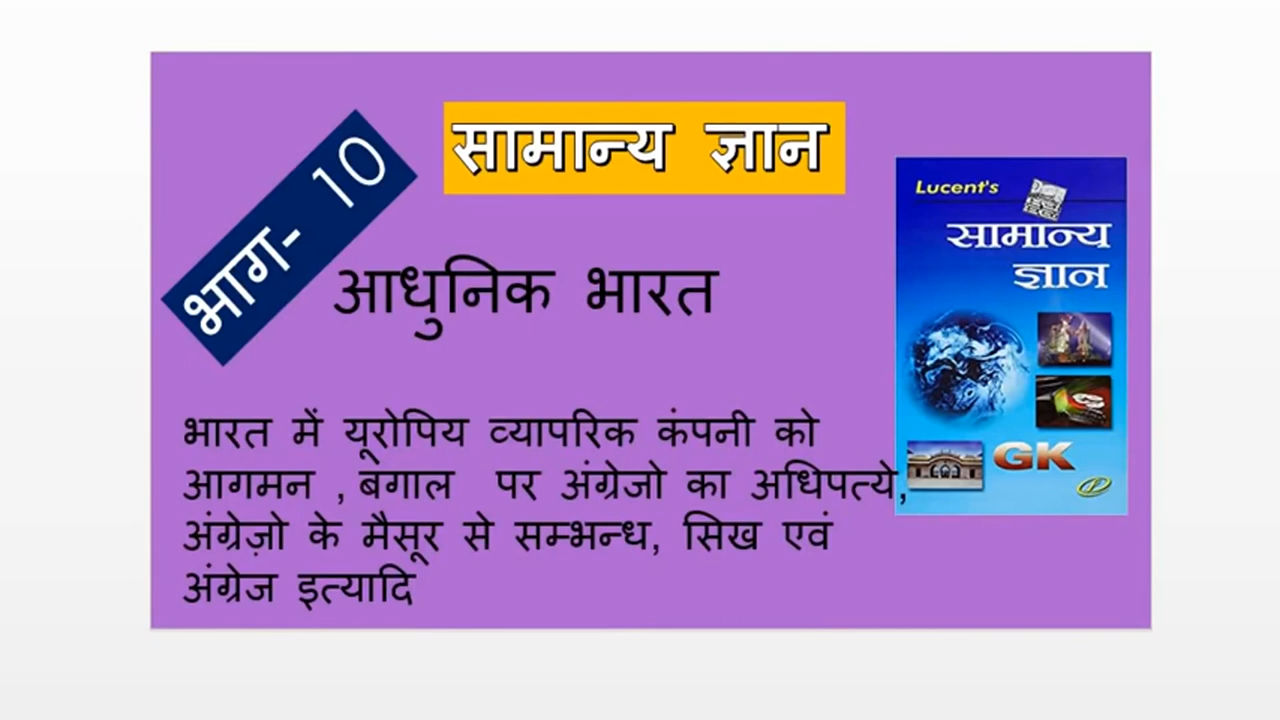 सामान्य ज्ञान
भाग- 10
आधुनिक भारत
Lucent's
सामान्य
ज्ञान
GK
भारत में यूरोपिय व्यापरिक कंपनी को
आगमन , बंगाल पर अंग्रेजो का अधिपत्ये,
अंग्रेज़ो के मैसूर से सम्भन्ध, सिख एवं
अंग्रेज इत्यादि